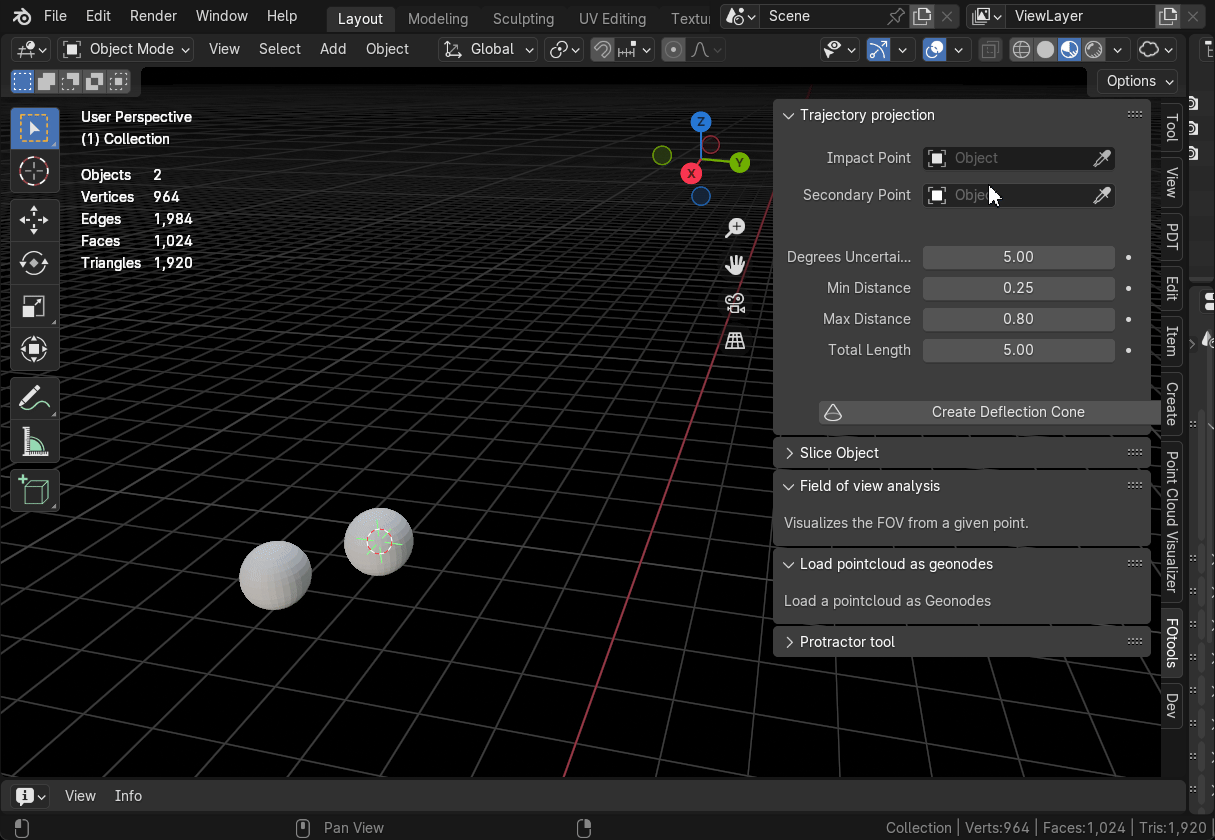 File Edit Render Window Help Layout Modeling Sculpting UV Editing Textur Scene ViewLayer
Object Mode View Select Add Object Global
Options
User Perspective
(1) Collection
Objects 2
Vertices 964
Edges 1,984
Faces 1,024
Triangles 1,920
Z
Y
X
Trajectory projection
Impact Point Object
Secondary Point Objec
Degrees Uncertai... 5.00
Min Distance 0.25
Max Distance 0.80
Total Length 5.00
Create Deflection Cone
Slice Object
Field of view analysis
Visualizes the FOV from a given point.
Load pointcloud as geonodes
Load a pointcloud as Geonodes
Protractor tool
Tool
View
PDT
Edit
Item
Create
Point Cloud Visualizer
FOtools
Dev
View Info
Pan View
Collection | Verts:964 | Faces:1,024 | Tris:1,920